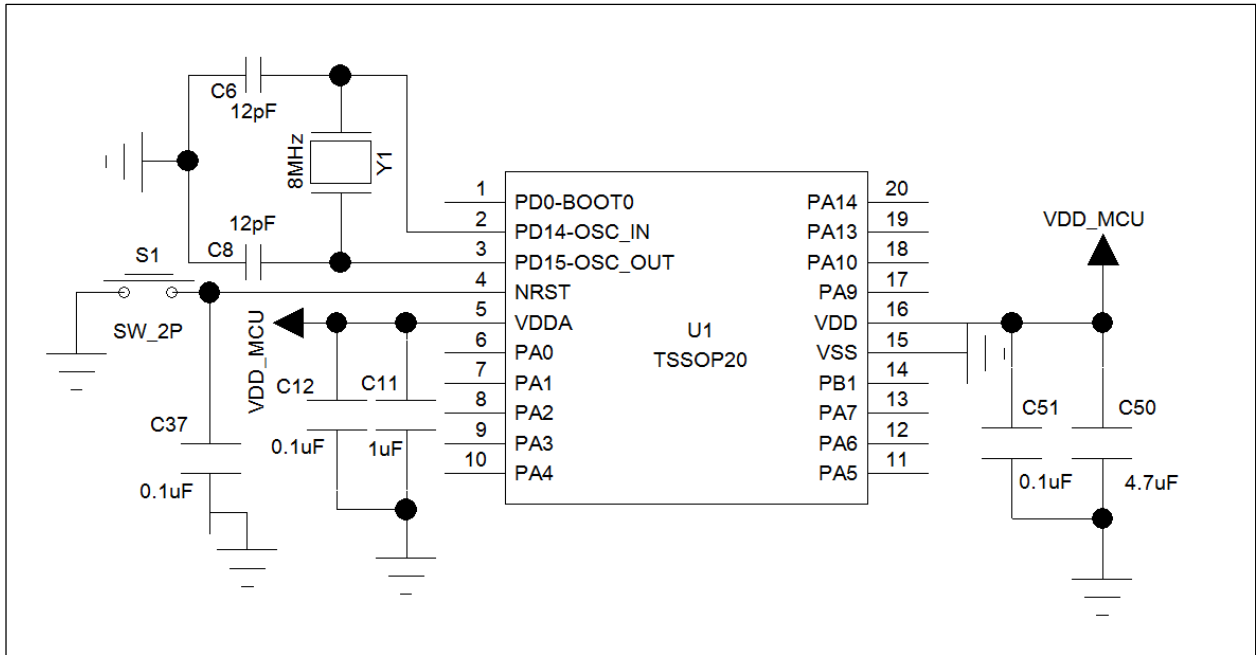 C6
12pF
8MHz
Y1
12pF
C8
S1
SW_2P
VDD_MCU
C37
0.1uF
C12
0.1uF
C11
1uF
1 PD0-BOOT0
2 PD14-OSC_IN
3 PD15-OSC_OUT
4 NRST
5 VDDA
6 PA0
7 PA1
8 PA2
9 PA3
10 PA4
U1
TSSOP20
PA14 20
PA13 19
PA10 18
PA9 17
VDD 16
VSS 15
PB1 14
PA7 13
PA6 12
PA5 11
VDD_MCU
C51
0.1uF
C50
4.7uF